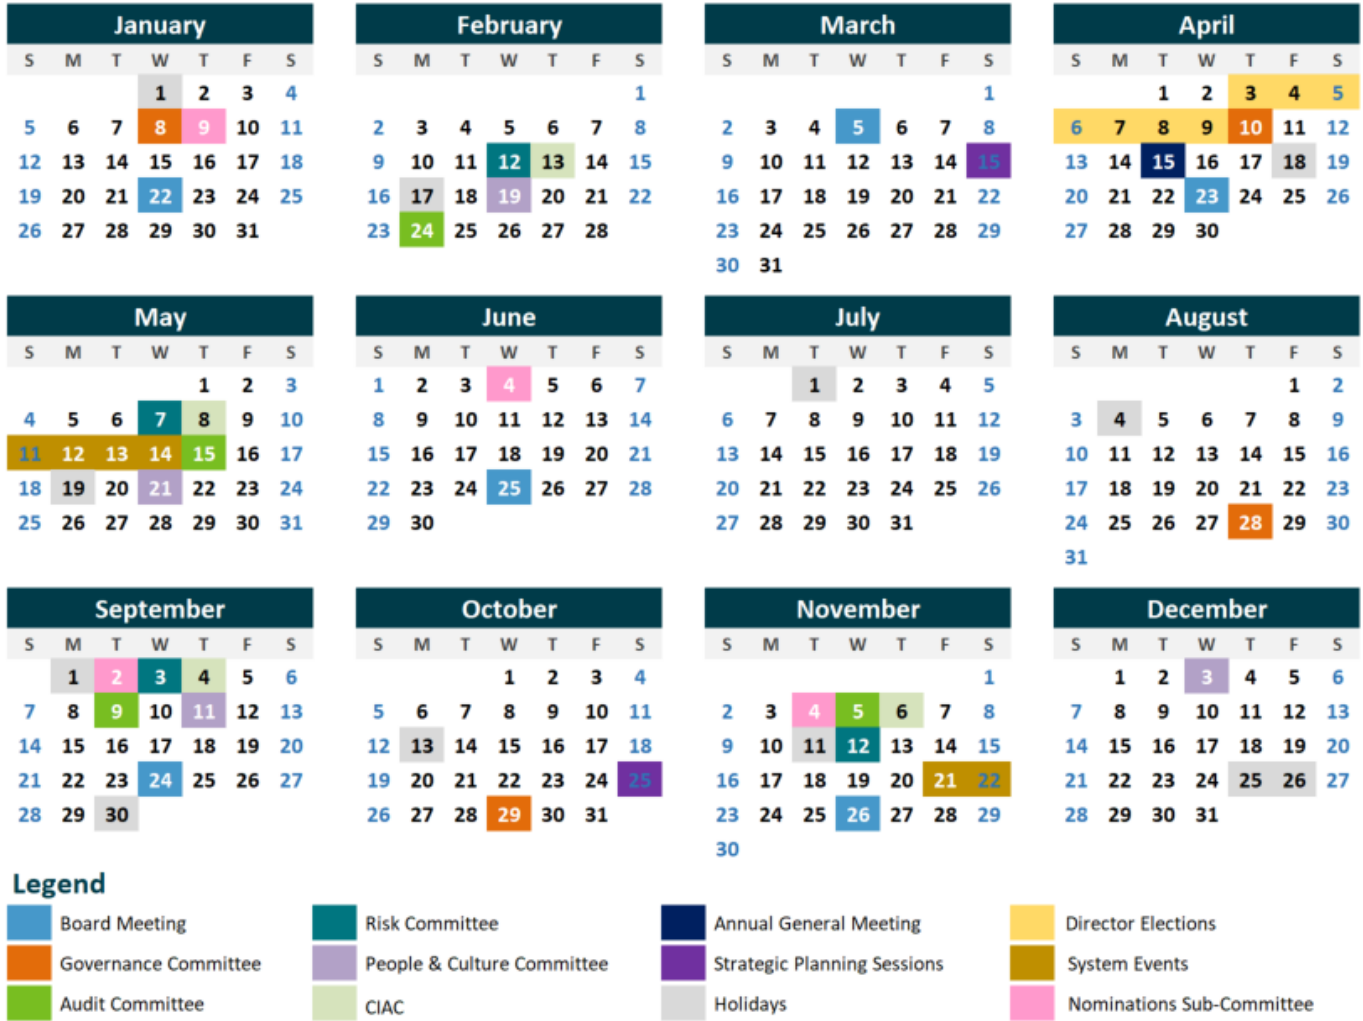 January February March April
S M T W T F S S M T W T F S S M T W T F S S M T W T F S
1 2 3 4 1 1 1 2 3 4 5
5 6 7 8 9 10 11 2 3 4 5 6 7 8 2 3 4 5 6 7 8 6 7 8 9 10 11 12
12 13 14 15 16 17 18 9 10 11 12 13 14 15 9 10 11 12 13 14 15 13 14 15 16 17 18 19
19 20 21 22 23 24 25 16 17 18 19 20 21 22 16 17 18 19 20 21 22 20 21 22 23 24 25 26
26 27 28 29 30 31 23 24 25 26 27 28 23 24 25 26 27 28 29 27 28 29 30
30 31
May June July August
S M T W T F S S M T W T F S S M T W T F S S M T W T F S
1 2 3 1 2 3 4 5 6 7 1 2 3 4 5 1 2
4 5 6 7 8 9 10 8 9 10 11 12 13 14 6 7 8 9 10 11 12 3 4 5 6 7 8 9
11 12 13 14 15 16 17 15 16 17 18 19 20 21 13 14 15 16 17 18 19 10 11 12 13 14 15 16
18 19 20 21 22 23 24 22 23 24 25 26 27 28 20 21 22 23 24 25 26 17 18 19 20 21 22 23
25 26 27 28 29 30 31 29 30 27 28 29 30 31 24 25 26 27 28 29 30
31
September October November December
S M T W T F S S M T W T F S S M T W T F S S M T W T F S
1 2 3 4 5 6 1 2 3 4 1 1 2 3 4 5 6
7 8 9 10 11 12 13 5 6 7 8 9 10 11 2 3 4 5 6 7 8 7 8 9 10 11 12 13
14 15 16 17 18 19 20 12 13 14 15 16 17 18 9 10 11 12 13 14 15 14 15 16 17 18 19 20
21 22 23 24 25 26 27 19 20 21 22 23 24 25 16 17 18 19 20 21 22 21 22 23 24 25 26 27
28 29 30 26 27 28 29 30 31 23 24 25 26 27 28 29 28 29 30 31
30
Legend
Board Meeting Risk Committee Annual General Meeting Director Elections
Governance Committee People & Culture Committee Strategic Planning Sessions System Events
Audit Committee CIAC Holidays Nominations Sub-Committee